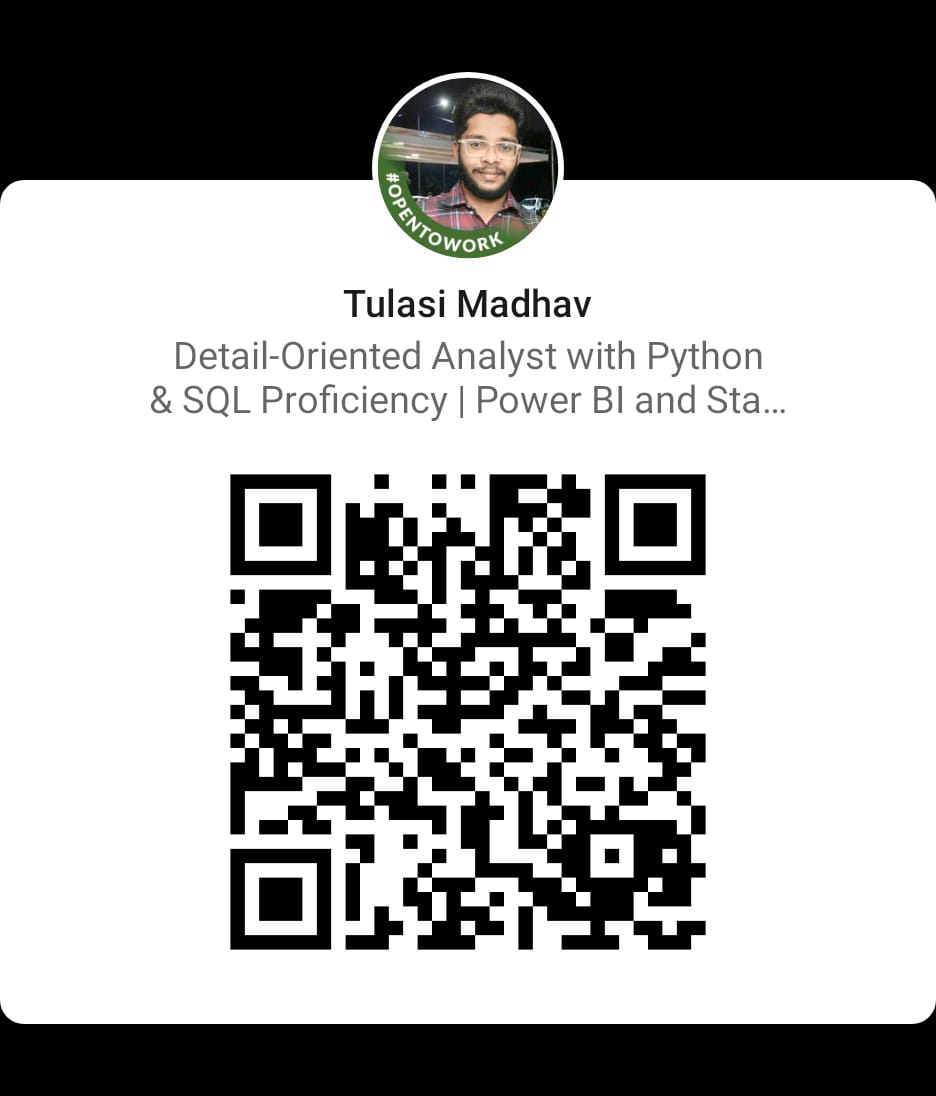 #OPENTOWORK
Tulasi Madhav
Detail-Oriented Analyst with Python
& SQL Proficiency | Power BI and Sta...